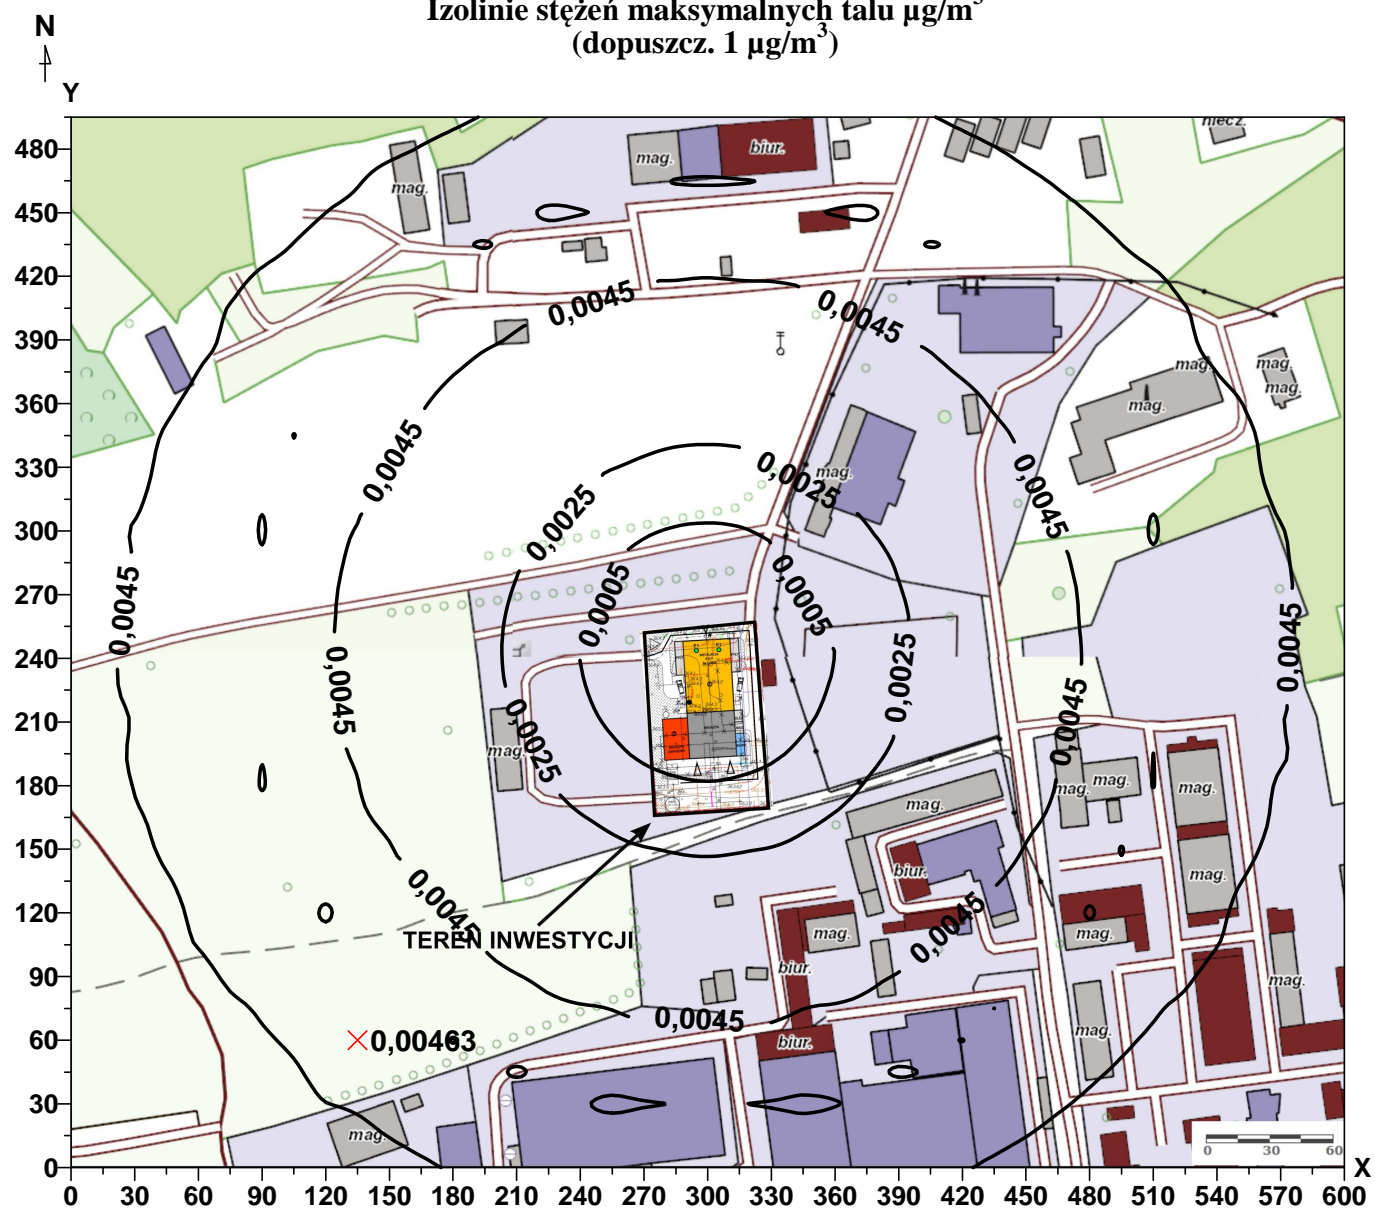 Izolinie stężeń maksymalnych talu µg/m³
(dopuszcz. 1 µg/m³)
N
Y
480
450
420
390
360
330
300
270
240
210
180
150
120
90
60
30
0
0 30 60 90 120 150 180 210 240 270 300 330 360 390 420 450 480 510 540 570 600
X
mag.
mag.
biur.
niecz.
0,0045
0,0045
mag.
mag.
mag.
mag.
0,0045
0,0045
0,0025
mag.
0,0025
0,0005
0,0005
0,0045
0,0045
0,0045
0,0025
0,0045
0,0025
mag.
mag.
mag.
mag.
mag.
biur.
mag.
0,0045
0,0045
TEREN INWESTYCJI
mag.
mag.
biur.
mag.
0,0045
0,00463
biur.
mag.
mag.
0 30 60